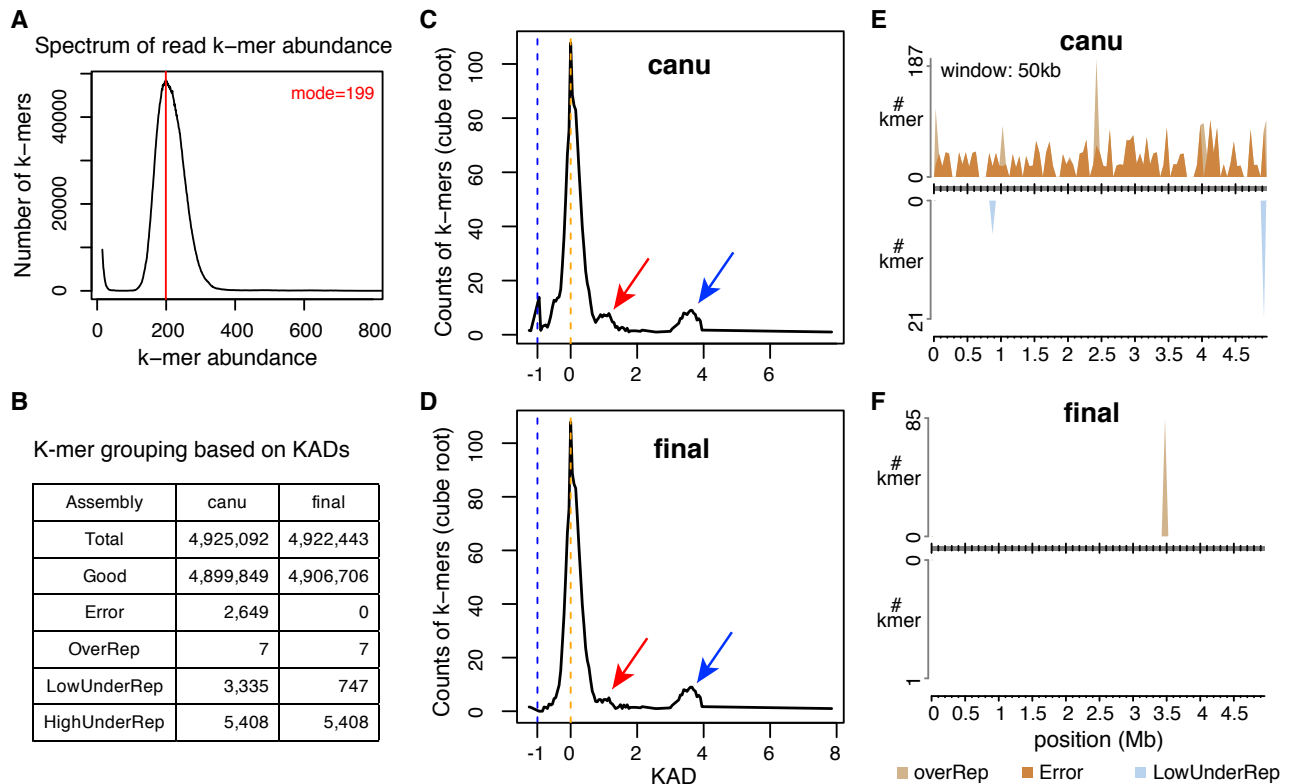 A
Spectrum of read k−mer abundance
mode=199
Number of k−mers
0
20000
40000
0 200 400 600 800
k−mer abundance
B
K-mer grouping based on KADs
Assembly canu final
Total 4,925,092 4,922,443
Good 4,899,849 4,906,706
Error 2,649 0
OverRep 7 7
LowUnderRep 3,335 747
HighUnderRep 5,408 5,408
C
canu
Counts of k−mers (cube root)
0 20 40 60 80 100
-1 0 2 4 6
D
final
Counts of k−mers (cube root)
0 20 40 60 80 100
-1 0 2 4 6 8
KAD
E
canu
window: 50kb
187
#
kmer
0
0
#
kmer
21
0 0.5 1 1.5 2 2.5 3 3.5 4 4.5
F
final
85
#
kmer
0
0
#
kmer
1
0 0.5 1 1.5 2 2.5 3 3.5 4 4.5
position (Mb)
overRep Error LowUnderRep